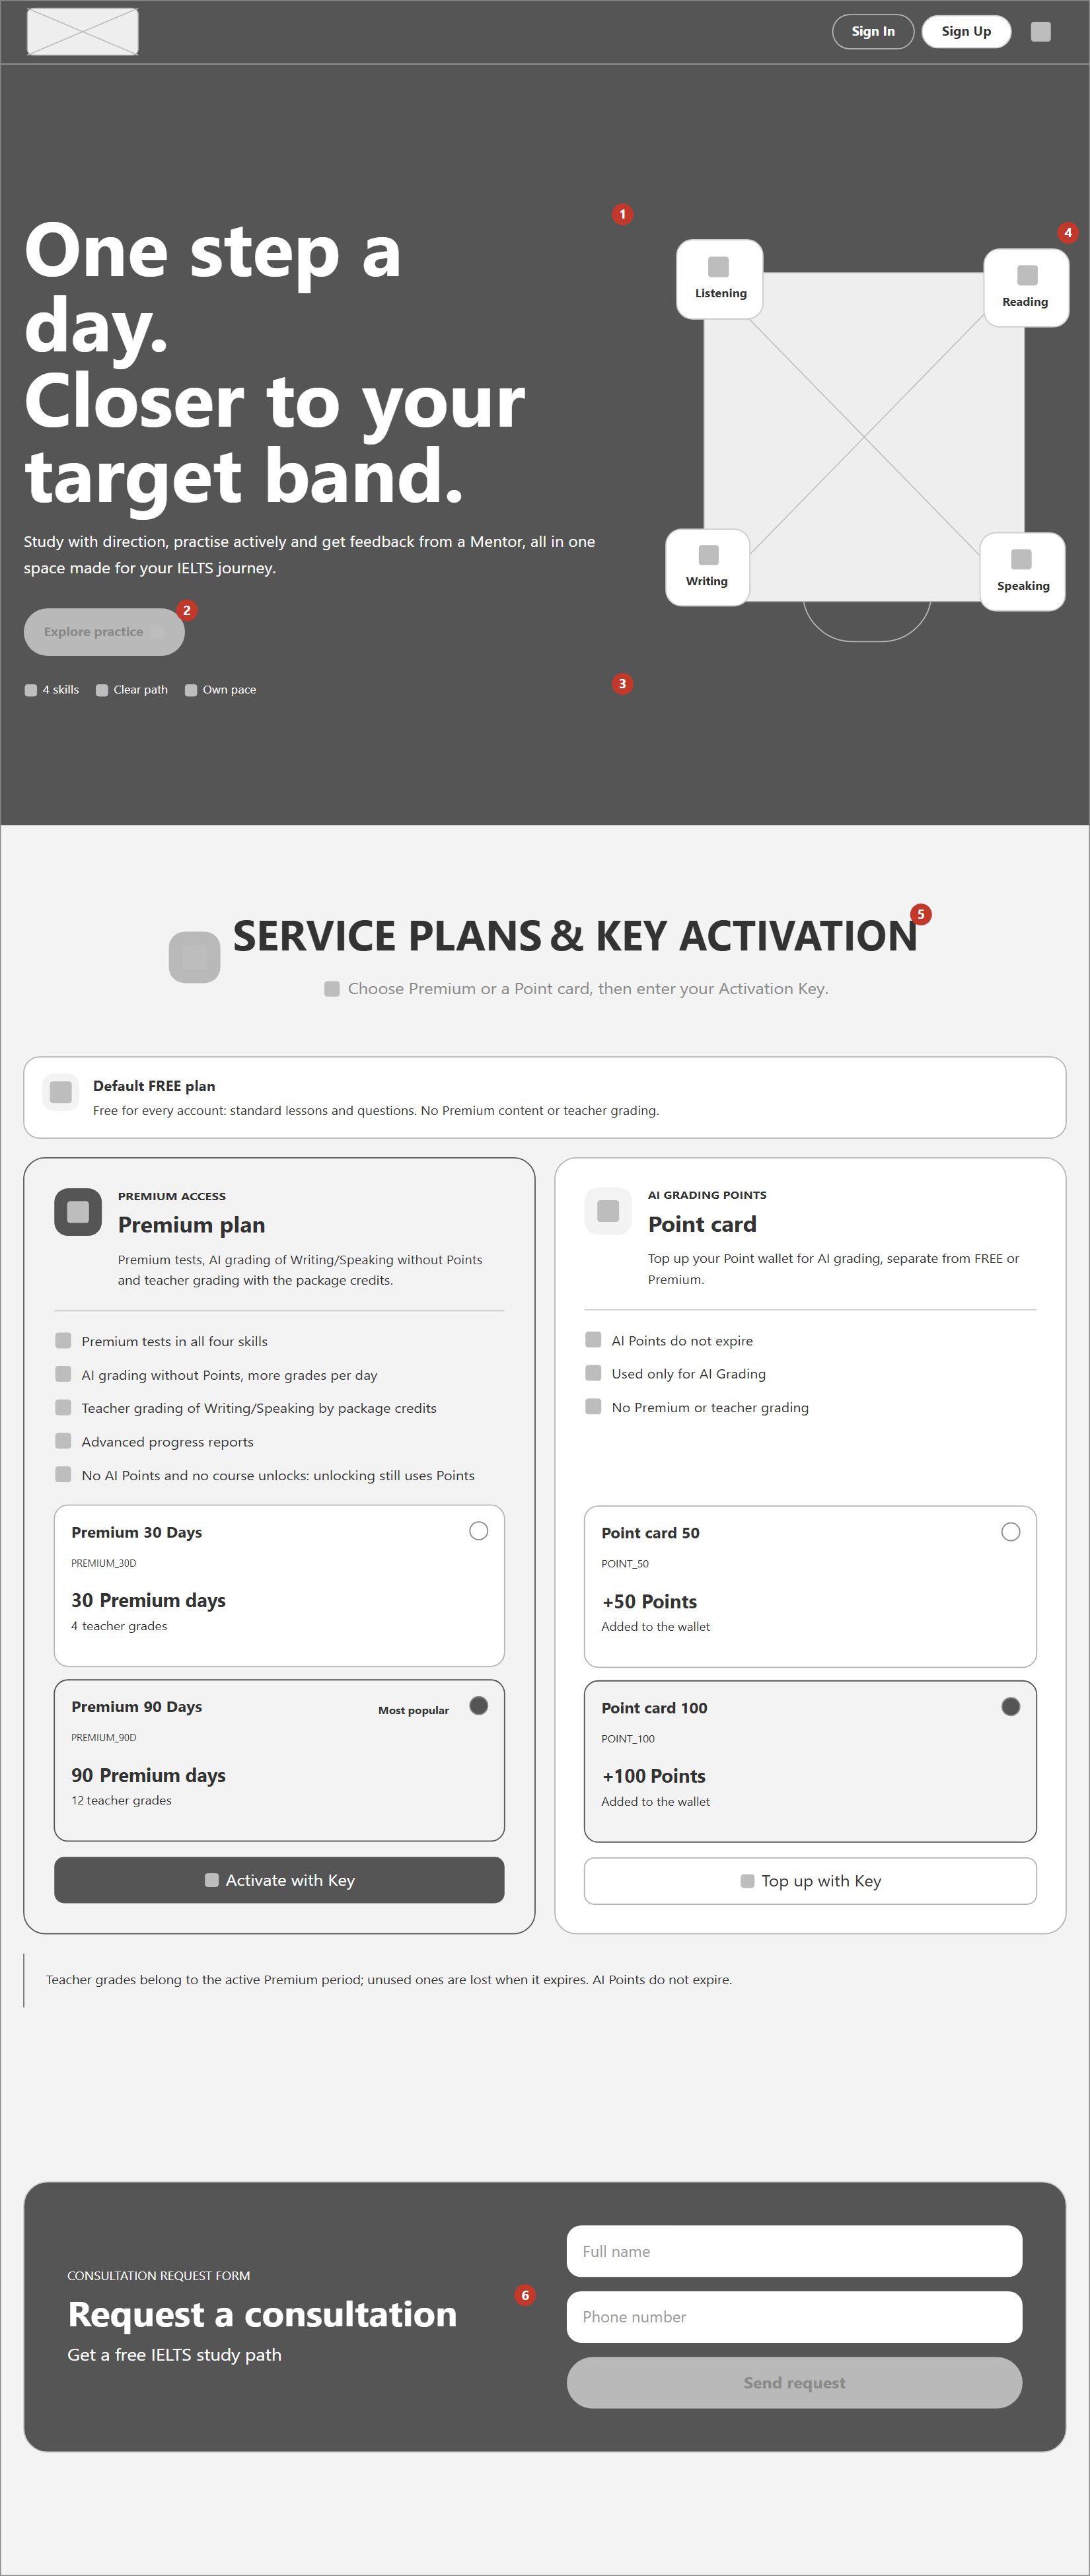 Sign In
Sign Up
1
4
One step a
day.
Closer to your
target band.
Listening
Reading
Writing
Speaking
Study with direction, practise actively and get feedback from a Mentor, all in one
space made for your IELTS journey.
2
Explore practice
4 skills
Clear path
Own pace
3
5
SERVICE PLANS & KEY ACTIVATION
Choose Premium or a Point card, then enter your Activation Key.
Default FREE plan
Free for every account: standard lessons and questions. No Premium content or teacher grading.
PREMIUM ACCESS
Premium plan
Premium tests, AI grading of Writing/Speaking without Points
and teacher grading with the package credits.
Premium tests in all four skills
AI grading without Points, more grades per day
Teacher grading of Writing/Speaking by package credits
Advanced progress reports
No AI Points and no course unlocks: unlocking still uses Points
Premium 30 Days
PREMIUM_30D
30 Premium days
4 teacher grades
Premium 90 Days
Most popular
PREMIUM_90D
90 Premium days
12 teacher grades
Activate with Key
AI GRADING POINTS
Point card
Top up your Point wallet for AI grading, separate from FREE or
Premium.
AI Points do not expire
Used only for AI Grading
No Premium or teacher grading
Point card 50
POINT_50
+50 Points
Added to the wallet
Point card 100
POINT_100
+100 Points
Added to the wallet
Top up with Key
Teacher grades belong to the active Premium period; unused ones are lost when it expires. AI Points do not expire.
CONSULTATION REQUEST FORM
Request a consultation
Get a free IELTS study path
6
Full name
Phone number
Send request